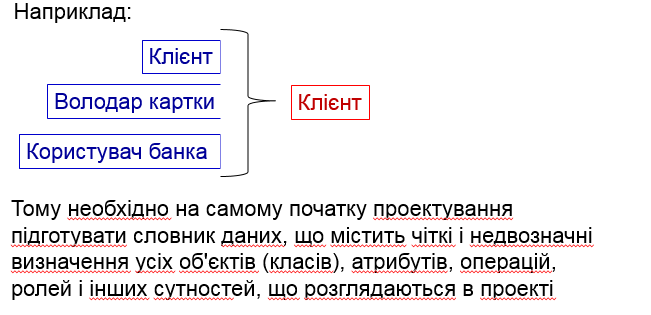 Наприклад:
Клієнт
Володар картки
Клієнт
Користувач банка
Тому необхідно на самому початку проектування
підготувати словник даних, що містить чіткі і недвозначні
визначення усіх об'єктів (класів), атрибутів, операцій,
ролей і інших сутностей, що розглядаються в проекті